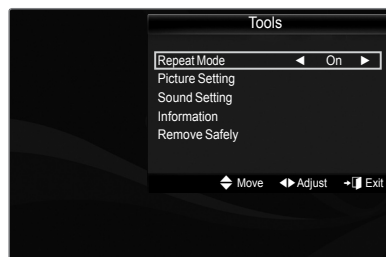 Tools
Repeat Mode ◀ On ▶
Picture Setting
Sound Setting
Information
Remove Safely
Move Adjust Exit